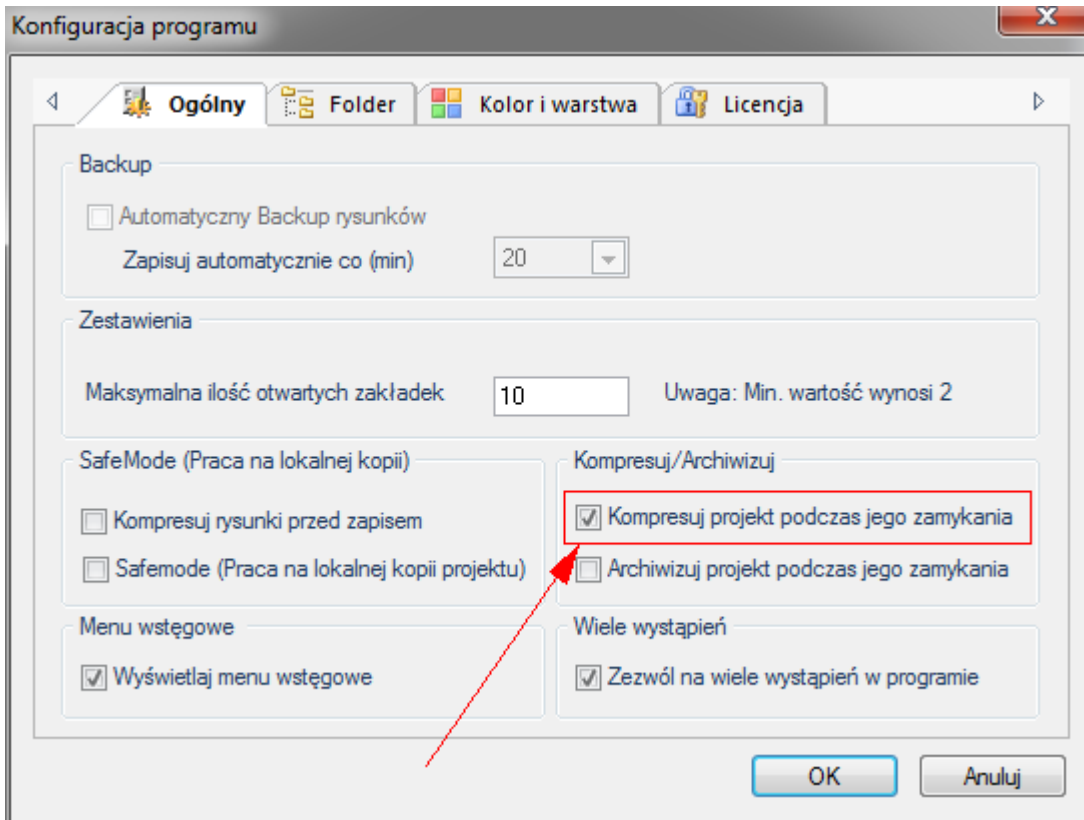 Konfiguracja programu
Ogólny Folder Kolor i warstwa Licencja
Backup
Automatyczny Backup rysunków
Zapisuj automatycznie co (min) 20
Zestawienia
Maksymalna ilość otwartych zakładek 10 Uwaga: Min. wartość wynosi 2
SafeMode (Praca na lokalnej kopii)
Kompresuj rysunki przed zapisem
Safemode (Praca na lokalnej kopii projektu)
Kompresuj/Archiwizuj
Kompresuj projekt podczas jego zamykania
Archiwizuj projekt podczas jego zamykania
Menu wstęgowe
Wyświetlaj menu wstęgowe
Wiele wystąpień
Zezwól na wiele wystąpień w programie
OK Anuluj